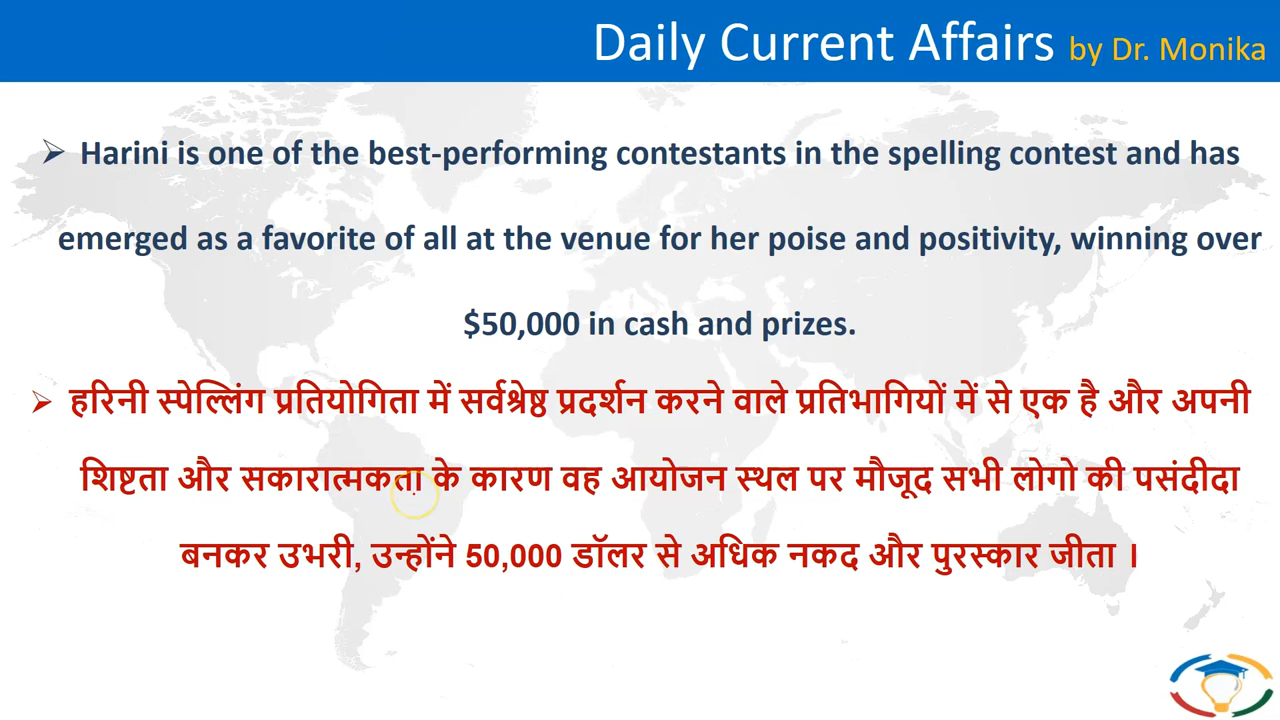 Daily Current Affairs by Dr. Monika
➢ Harini is one of the best-performing contestants in the spelling contest and has
emerged as a favorite of all at the venue for her poise and positivity, winning over
$50,000 in cash and prizes.
➢ हरिनी स्पेल्लिंग प्रतियोगिता में सर्वश्रेष्ठ प्रदर्शन करने वाले प्रतिभागियों में से एक है और अपनी
शिष्टता और सकारात्मकता के कारण वह आयोजन स्थल पर मौजूद सभी लोगो की पसंदीदा
बनकर उभरी, उन्होंने 50,000 डॉलर से अधिक नकद और पुरस्कार जीता ।